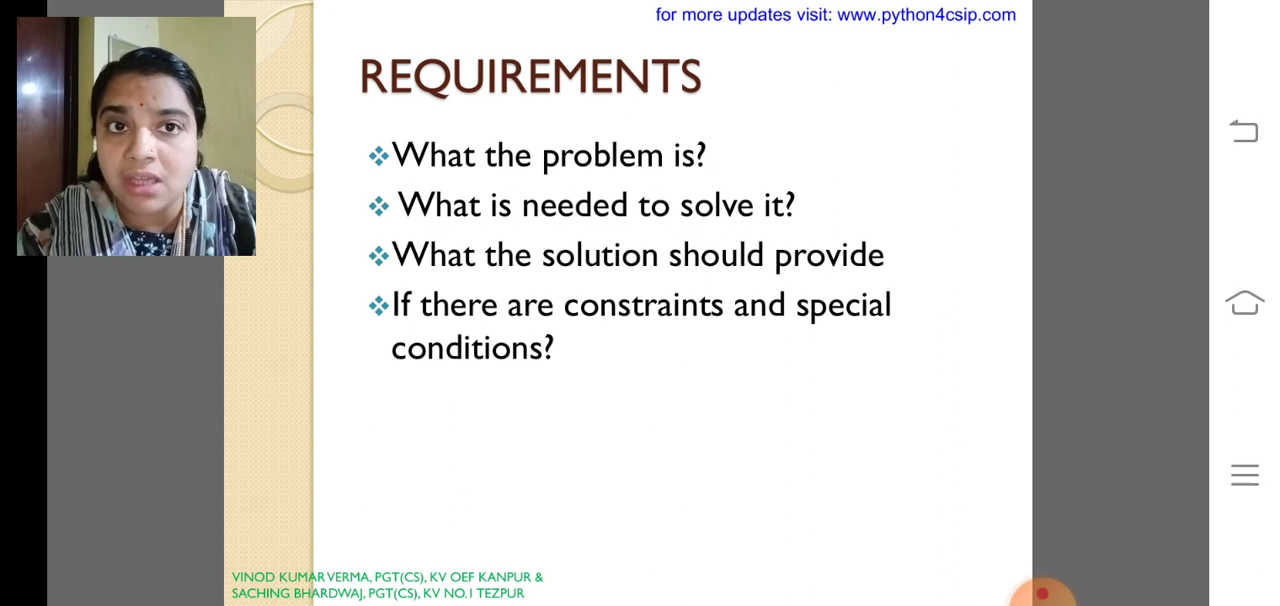 for more updates visit: www.python4csip.com
REQUIREMENTS
What the problem is?
What is needed to solve it?
What the solution should provide
If there are constraints and special
conditions?
VINOD KUMAR VERMA, PGT(CS), KV OEF KANPUR &
SACHING BHARDWAJ, PGT(CS), KV NO.1 TEZPUR